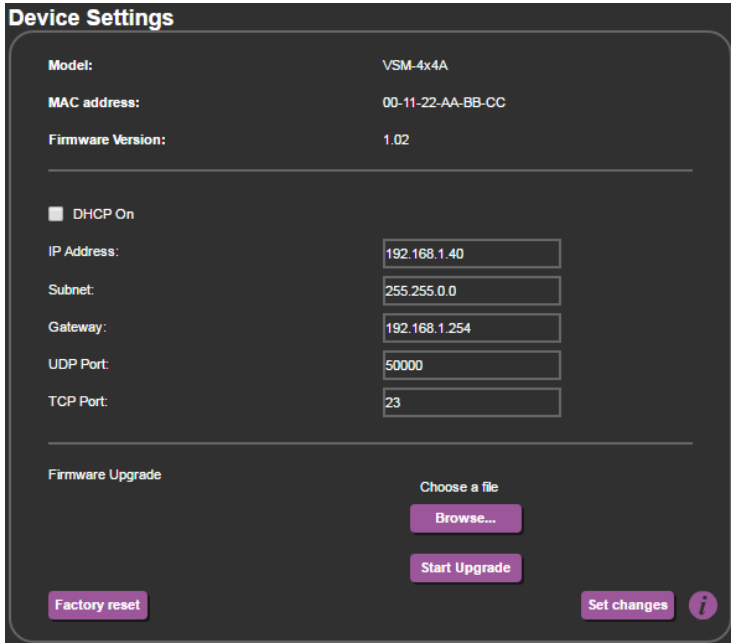 Device Settings
Model: VSM-4x4A
MAC address: 00-11-22-AA-BB-CC
Firmware Version: 1.02
DHCP On
IP Address: 192.168.1.40
Subnet: 255.255.0.0
Gateway: 192.168.1.254
UDP Port: 50000
TCP Port: 23
Firmware Upgrade
Choose a file
Browse...
Start Upgrade
Factory reset Set changes i